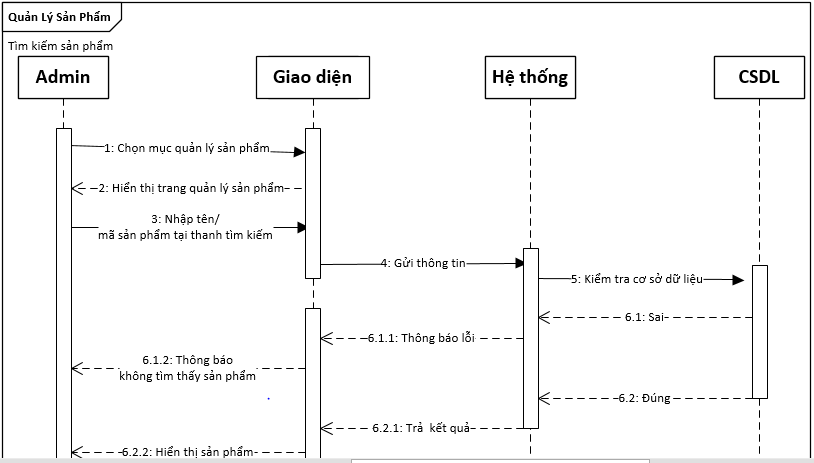 Quản Lý Sản Phẩm
Tìm kiếm sản phẩm
Admin
Giao diện
Hệ thống
CSDL
1: Chọn mục quản lý sản phẩm
2: Hiển thị trang quản lý sản phẩm
3: Nhập tên/
mã sản phẩm tại thanh tìm kiếm
4: Gửi thông tin
5: Kiểm tra cơ sở dữ liệu
6.1: Sai
6.1.1: Thông báo lỗi
6.1.2: Thông báo
không tìm thấy sản phẩm
6.2: Đúng
6.2.1: Trả kết quả
6.2.2: Hiển thị sản phẩm